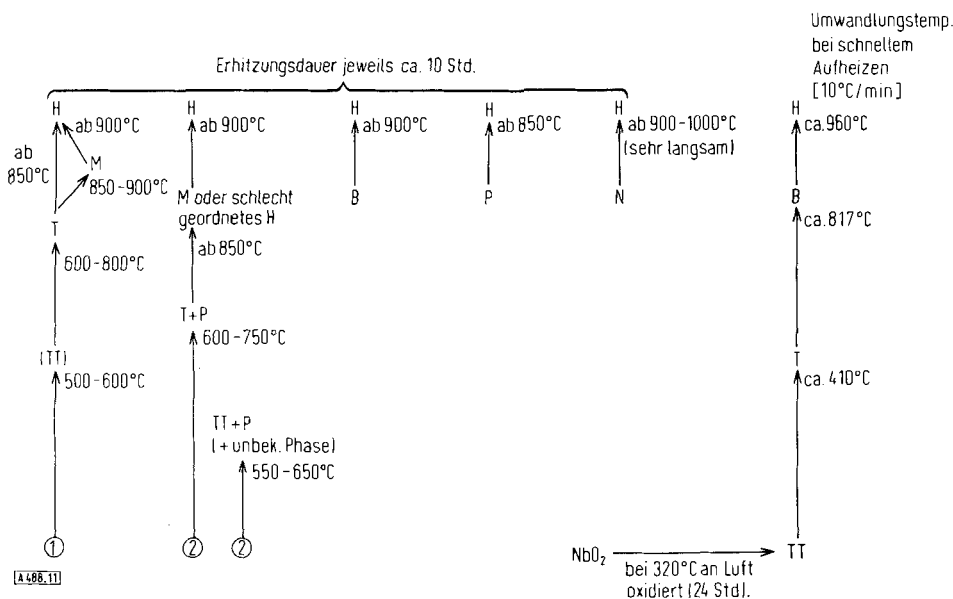 Umwandlungstemp.
bei schnellem
Aufheizen
[10°C/min]
Erhitzungsdauer jeweils ca. 10 Std.
H
ab 900°C
ab
850°C
M
850-900°C
T
600-800°C
(TT)
500-600°C
①
H
ab 900°C
M oder schlecht
geordnetes H
ab 850°C
T+P
600-750°C
②
TT+P
(+unbek. Phase)
550-650°C
②
H
ab 900°C
B
H
ab 850°C
P
H
ab 900-1000°C
(sehr langsam)
N
H
ca. 960°C
B
ca. 817°C
T
ca. 410°C
NbO₂
TT
bei 320°C an Luft
oxidiert (24 Std).
A 488.11